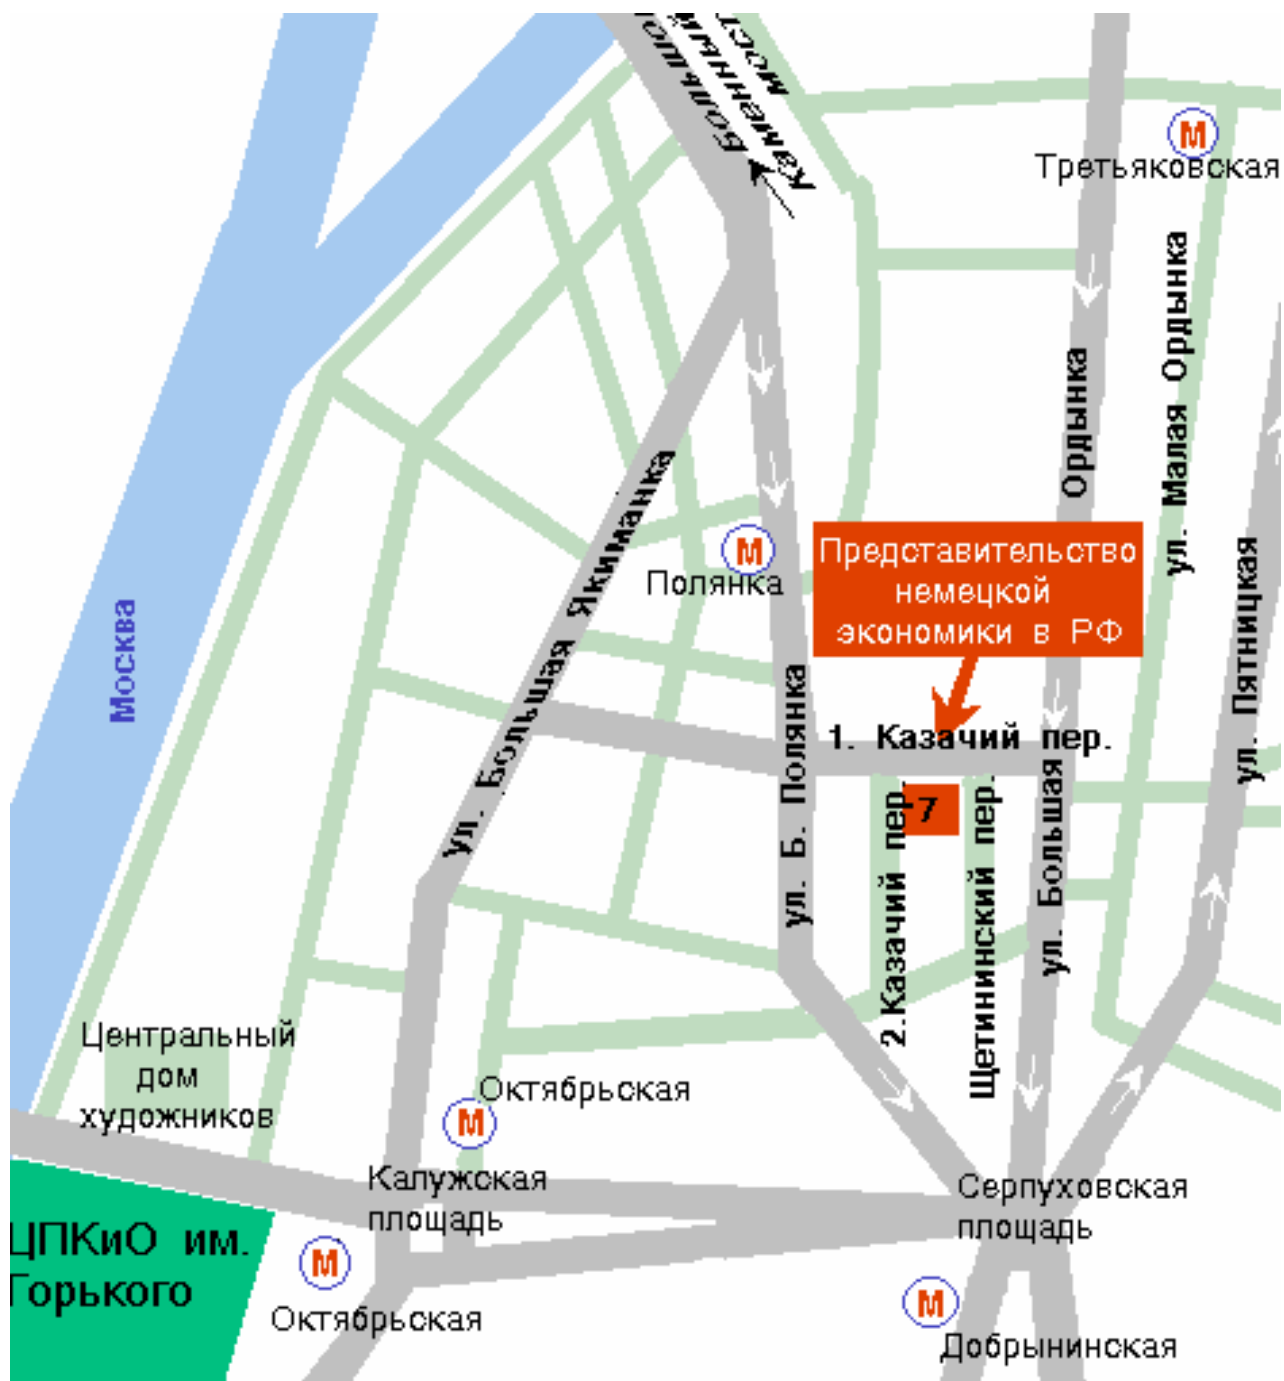 Большой
Каменный
мост
М
Третьяковская
Ордынка
ул. Малая Ордынка
ул. Большая Якиманка
М
Полянка
Представительство
немецкой
экономики в РФ
ул. Пятницкая
Москва
1. Казачий пер.
ул. Б. Полянка
7
2.Казачий пер.
Щетининский пер.
ул. Большая
Центральный
дом
художников
Октябрьская
М
Калужская
площадь
Серпуховская
площадь
ЦПКиО им.
Горького
М
Октябрьская
М
Добрынинская